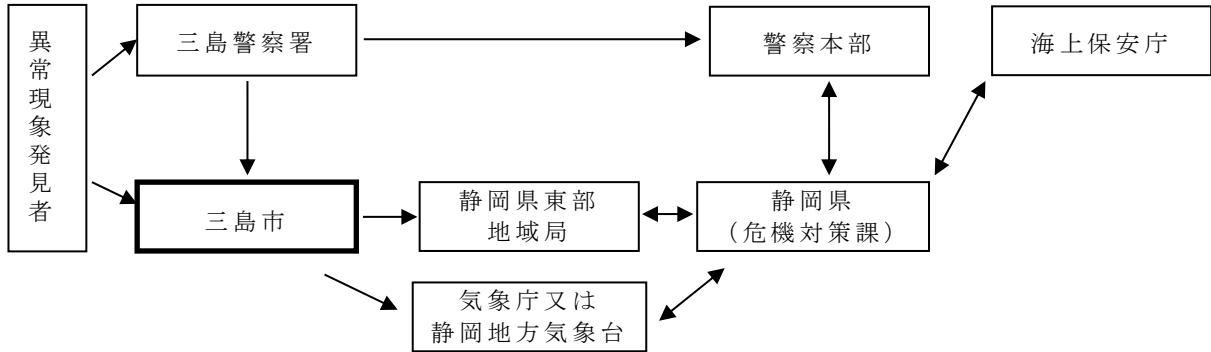 異常現象発見者
三島警察署
警察本部
海上保安庁
三島市
静岡県東部
地域局
静岡県
（危機対策課）
気象庁又は
静岡地方気象台